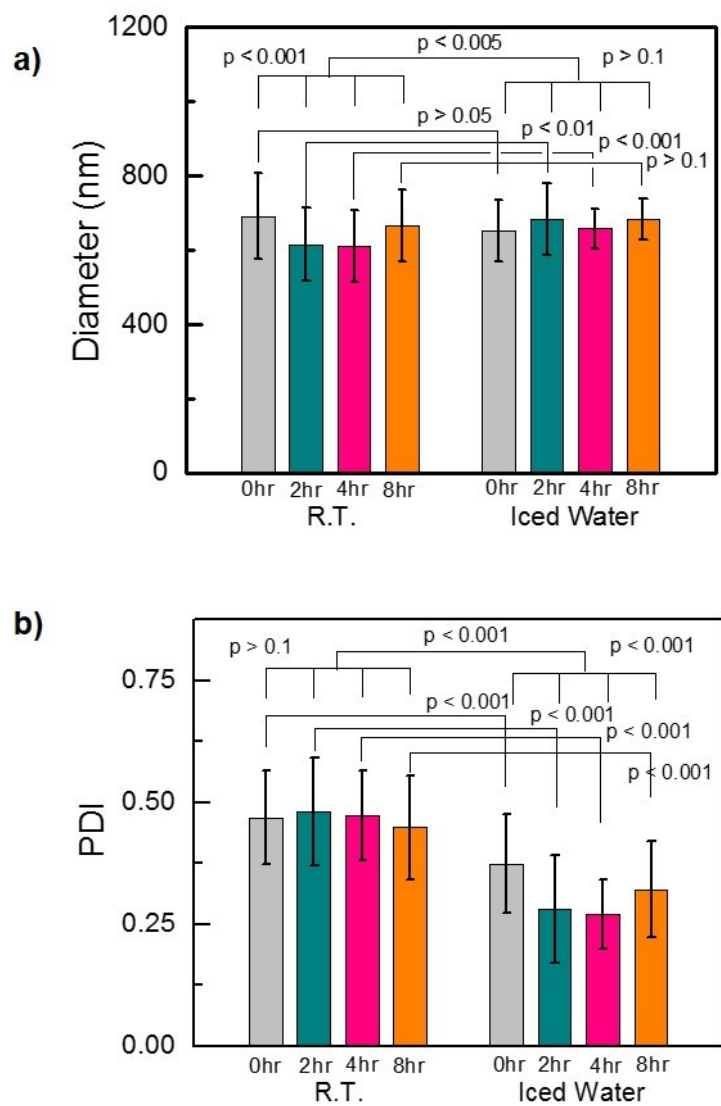 a)
1200
800
400
0
Diameter (nm)
p < 0.001
p < 0.005
p > 0.1
p > 0.05
p < 0.01
p < 0.001
p > 0.1
0hr 2hr 4hr 8hr 0hr 2hr 4hr 8hr
R.T. Iced Water
b)
0.75
0.50
0.25
0.00
PDI
p > 0.1
p < 0.001
p < 0.001
p < 0.001
p < 0.001
p < 0.001
p < 0.001
0hr 2hr 4hr 8hr 0hr 2hr 4hr 8hr
R.T. Iced Water